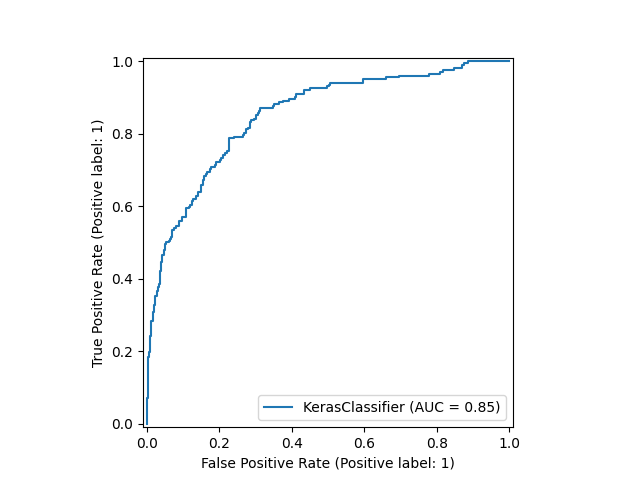 1.0
0.8
0.6
0.4
0.2
0.0
True Positive Rate (Positive label: 1)
KerasClassifier (AUC = 0.85)
0.0 0.2 0.4 0.6 0.8 1.0
False Positive Rate (Positive label: 1)